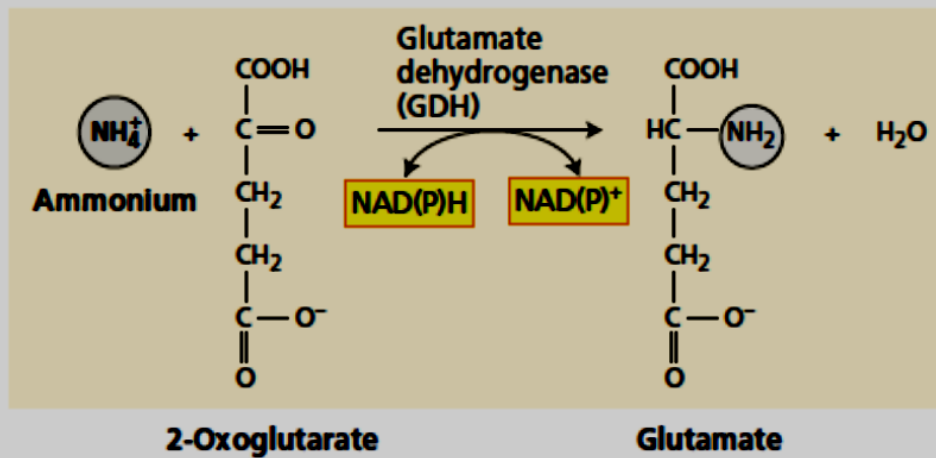 Glutamate
dehydrogenase
(GDH)
NH₄⁺ +
Ammonium
COOH
C=O
CH₂
CH₂
C—O⁻
O
2-Oxoglutarate
NAD(P)H
NAD(P)⁺
COOH
HC—NH₂
CH₂
CH₂
C—O⁻
O
Glutamate
+ H₂O